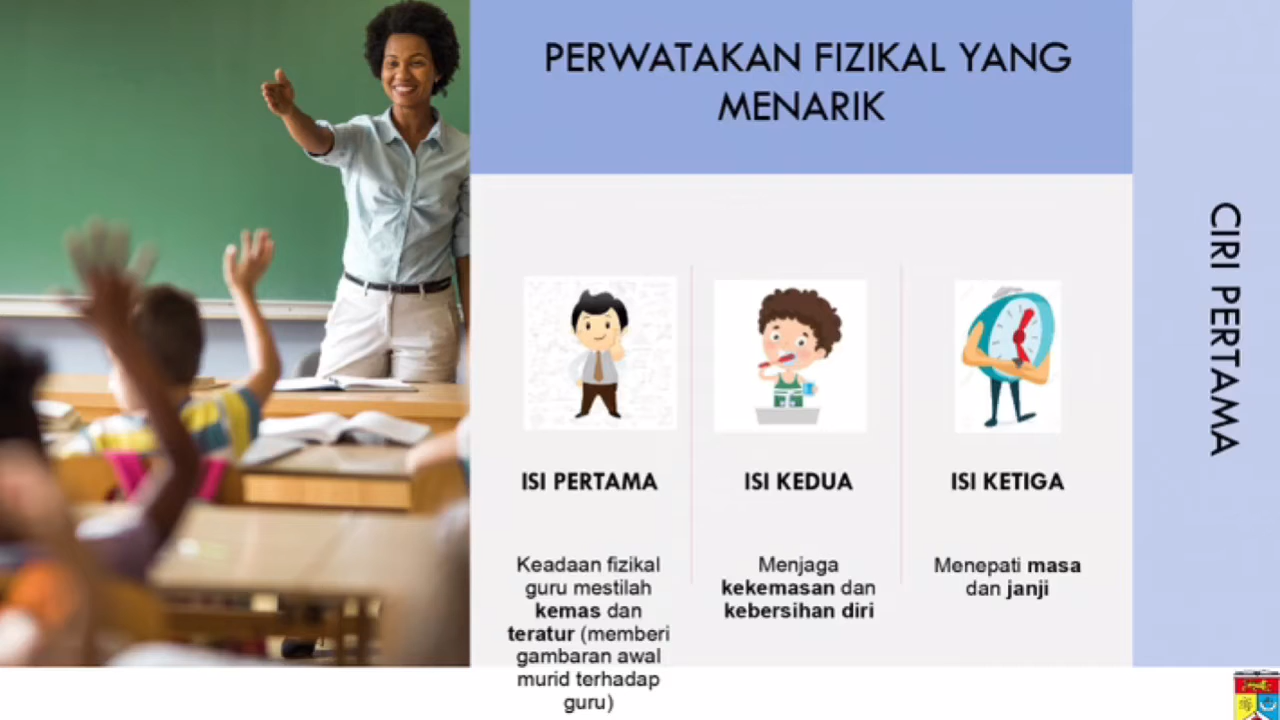 PERWATAKAN FIZIKAL YANG
MENARIK
CIRI PERTAMA
ISI PERTAMA
Keadaan fizikal
guru mestilah
kemas dan
teratur (memberi
gambaran awal
murid terhadap
guru)
ISI KEDUA
Menjaga
kekemasan dan
kebersihan diri
ISI KETIGA
Menepati masa
dan janji